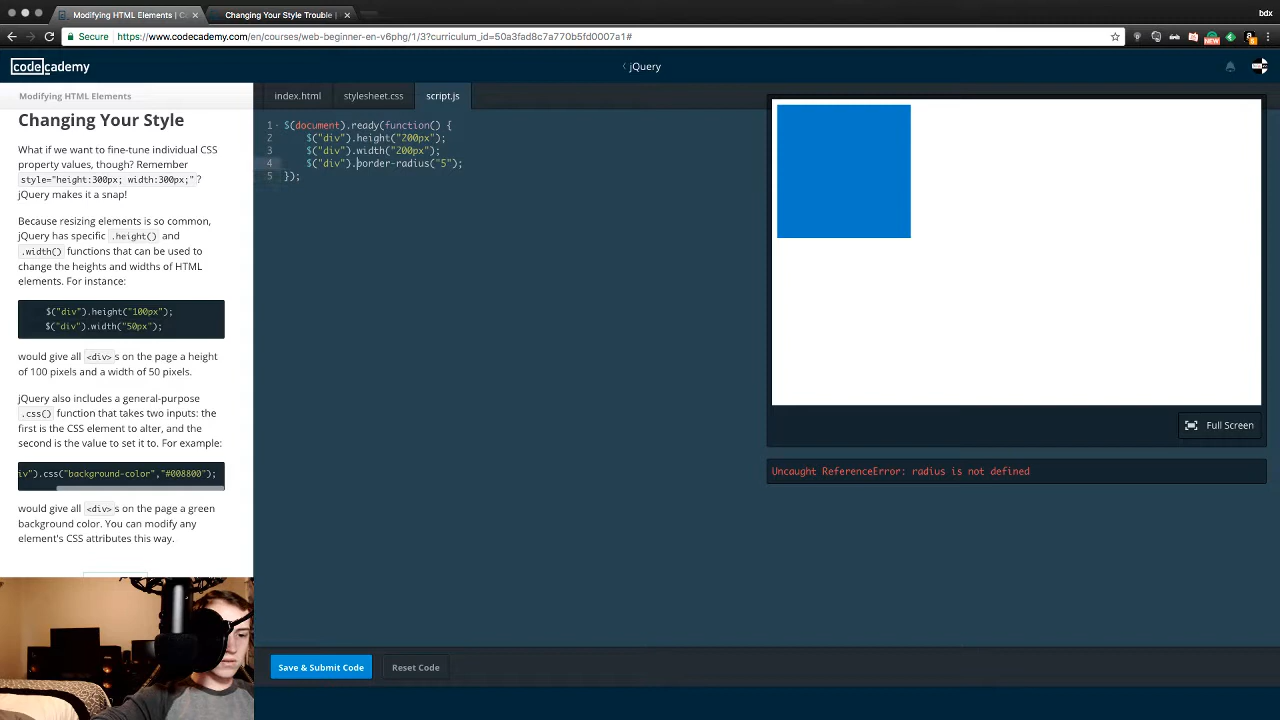 Modifying HTML Elements | C
Changing Your Style Trouble
bdx
Secure https://www.codecademy.com/en/courses/web-beginner-en-v6phg/1/3?curriculum_id=50a3fad8c7a770b5fd0007a1#
NEW
codecademy
jQuery
Modifying HTML Elements
Changing Your Style
What if we want to fine-tune individual CSS
property values, though? Remember
style="height:300px; width:300px;" ?
jQuery makes it a snap!
Because resizing elements is so common,
jQuery has specific .height() and
.width() functions that can be used to
change the heights and widths of HTML
elements. For instance:
$("div").height("100px");
$("div").width("50px");
would give all <div>s on the page a height
of 100 pixels and a width of 50 pixels.
jQuery also includes a general-purpose
.css() function that takes two inputs: the
first is the CSS element to alter, and the
second is the value to set it to. For example:
iv").css("background-color","#008800");
would give all <div>s on the page a green
background color. You can modify any
element's CSS attributes this way.
index.html stylesheet.css script.js
1 $(document).ready(function() {
2 $("div").height("200px");
3 $("div").width("200px");
4 $("div").border-radius("5");
5 });
Full Screen
Uncaught ReferenceError: radius is not defined
Save & Submit Code Reset Code